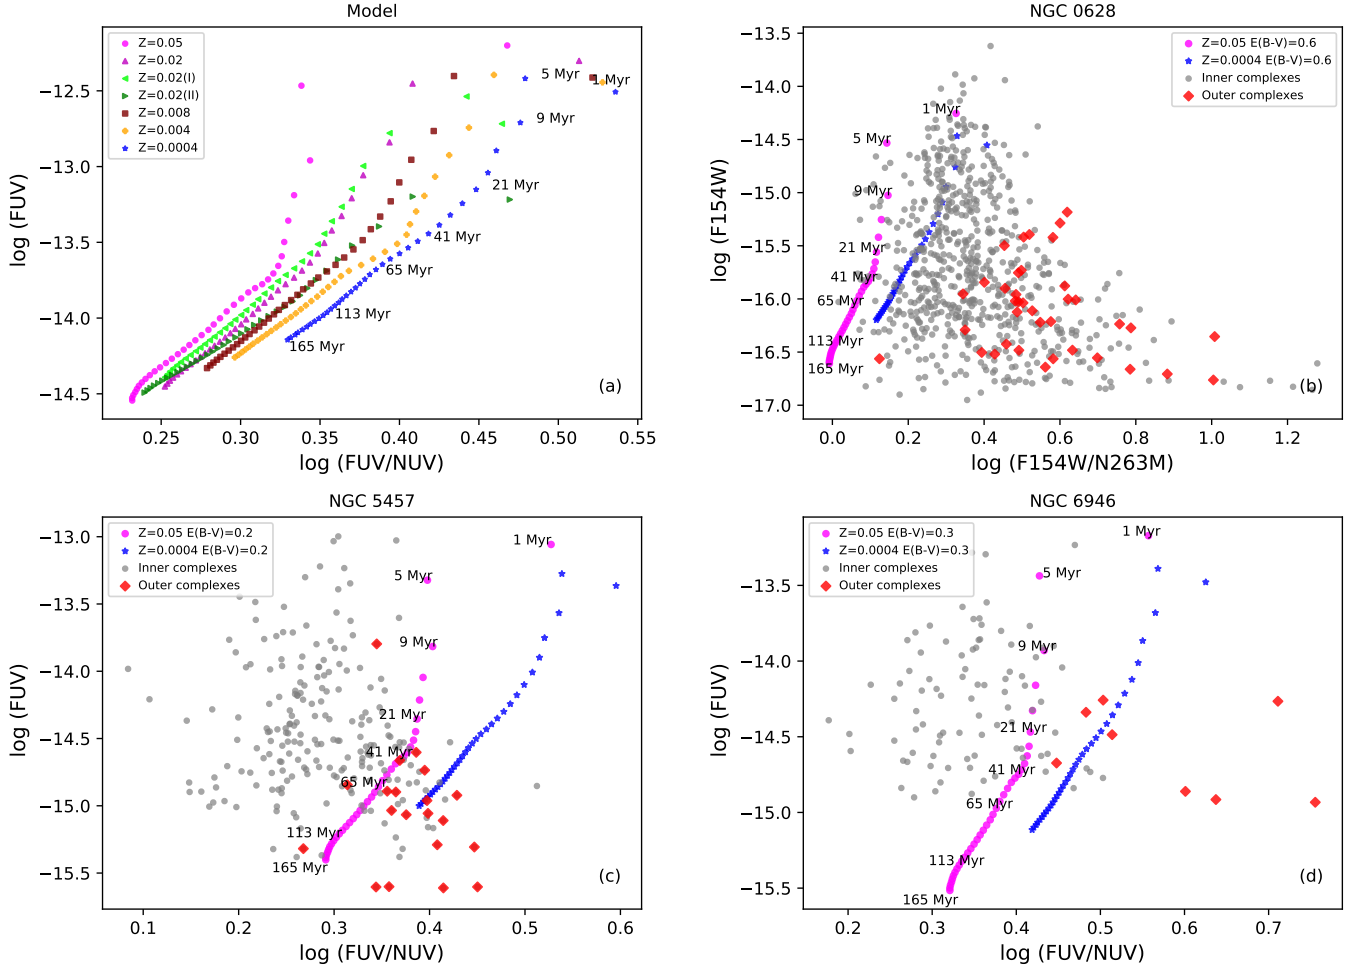 Model
log (FUV)
−12.5
−13.0
−13.5
−14.0
−14.5
Z=0.05
Z=0.02
Z=0.02(I)
Z=0.02(II)
Z=0.008
Z=0.004
Z=0.0004
5 Myr
1 Myr
9 Myr
21 Myr
41 Myr
65 Myr
113 Myr
165 Myr
(a)
0.25 0.30 0.35 0.40 0.45 0.50 0.55
log (FUV/NUV)
NGC 0628
log (F154W)
−13.5
−14.0
−14.5
−15.0
−15.5
−16.0
−16.5
−17.0
Z=0.05 E(B-V)=0.6
Z=0.0004 E(B-V)=0.6
Inner complexes
Outer complexes
1 Myr
5 Myr
9 Myr
21 Myr
41 Myr
65 Myr
113 Myr
165 Myr
(b)
0.0 0.2 0.4 0.6 0.8 1.0 1.2
log (F154W/N263M)
NGC 5457
log (FUV)
−13.0
−13.5
−14.0
−14.5
−15.0
−15.5
Z=0.05 E(B-V)=0.2
Z=0.0004 E(B-V)=0.2
Inner complexes
Outer complexes
1 Myr
5 Myr
9 Myr
21 Myr
41 Myr
65 Myr
113 Myr
165 Myr
(c)
0.1 0.2 0.3 0.4 0.5 0.6
log (FUV/NUV)
NGC 6946
log (FUV)
−13.5
−14.0
−14.5
−15.0
−15.5
Z=0.05 E(B-V)=0.3
Z=0.0004 E(B-V)=0.3
Inner complexes
Outer complexes
1 Myr
5 Myr
9 Myr
21 Myr
41 Myr
65 Myr
113 Myr
165 Myr
(d)
0.2 0.3 0.4 0.5 0.6 0.7
log (FUV/NUV)